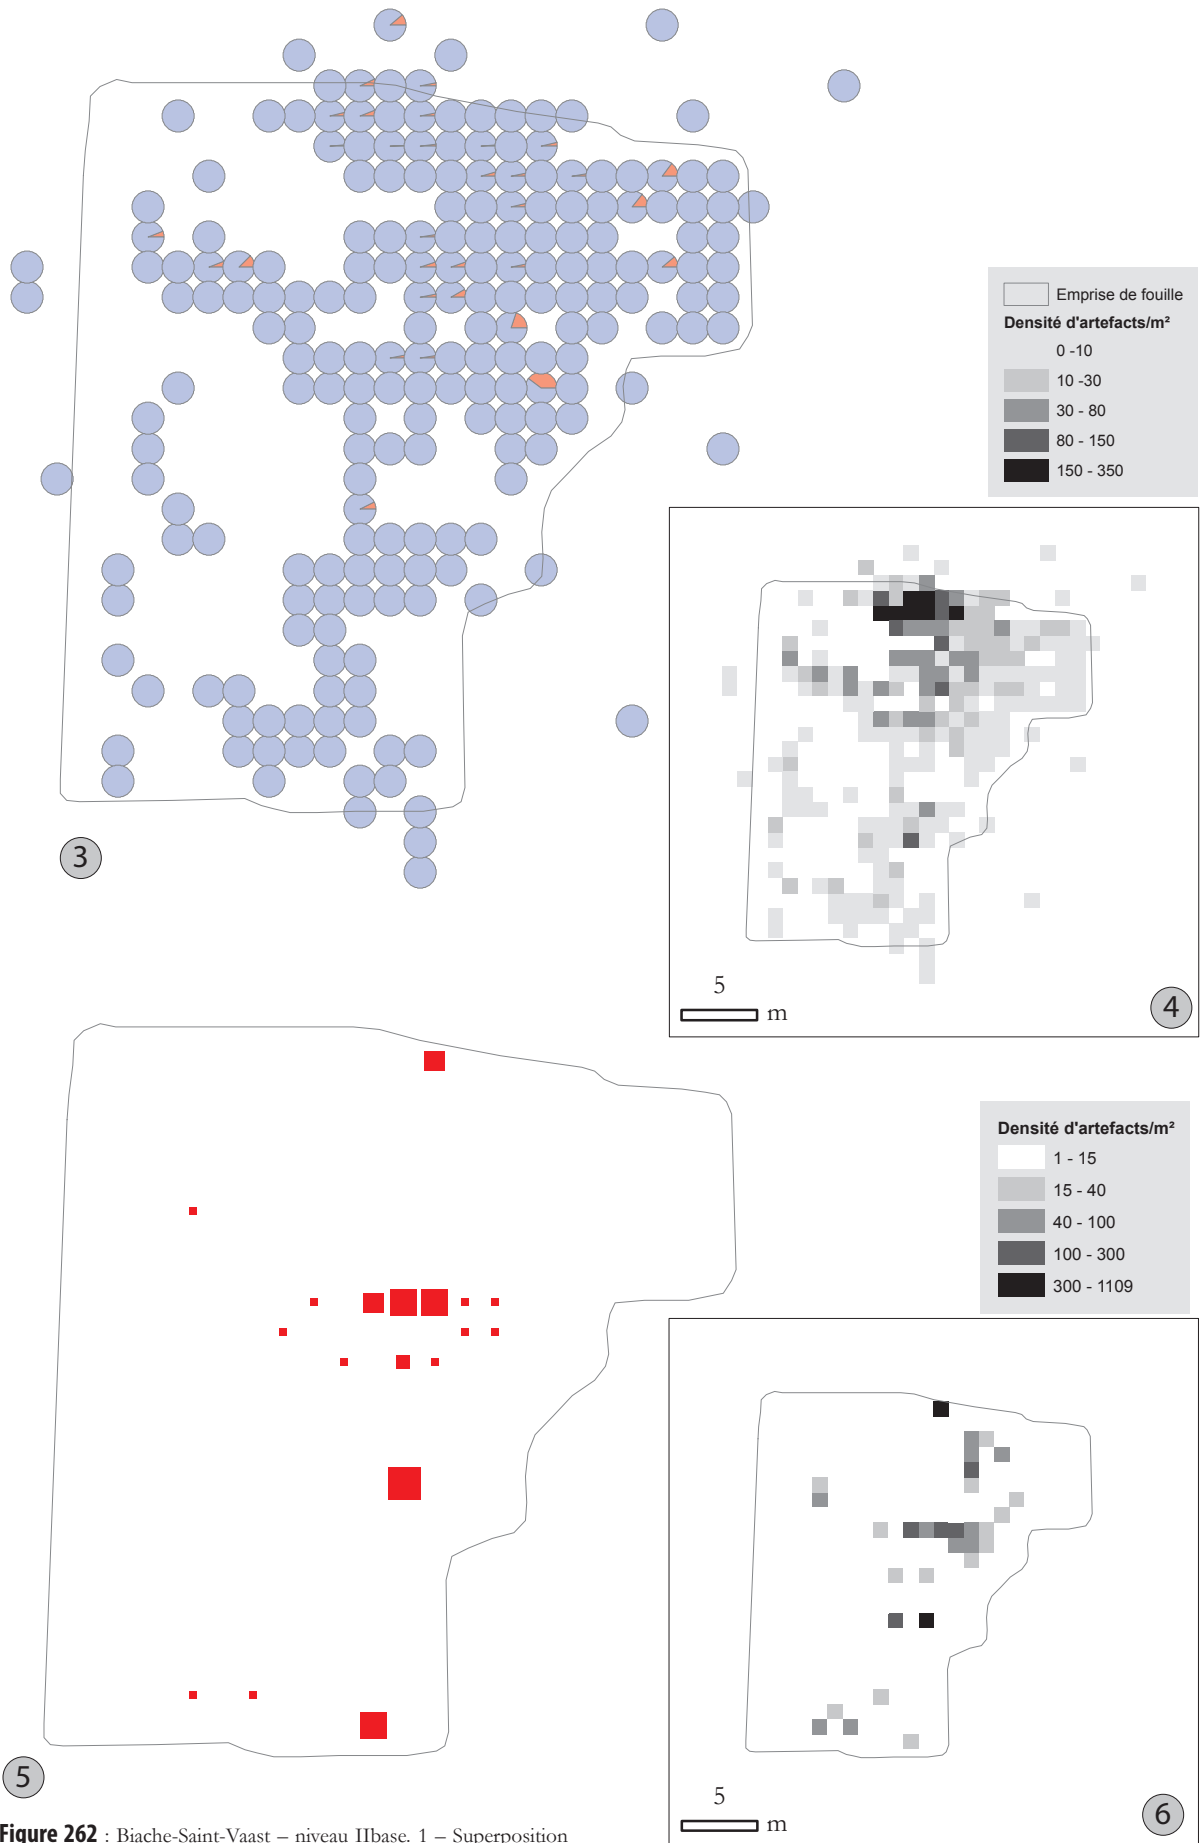 3
Emprise de fouille
Densité d'artefacts/m²
0 -10
10 -30
30 - 80
80 - 150
150 - 350
5
m
4
5
Densité d'artefacts/m²
1 - 15
15 - 40
40 - 100
100 - 300
300 - 1109
5
m
6
Figure 262 : Biache-Saint-Vaast – niveau IIbase. 1 – Superposition